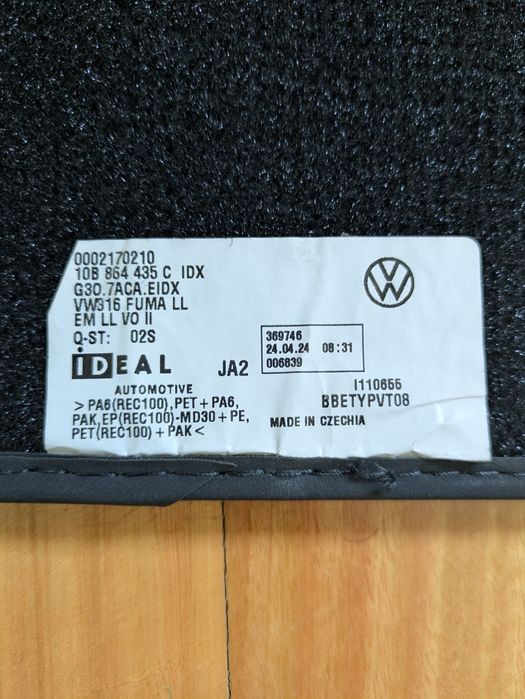 0002170210
10B 864 435 C IDX
G30.7ACA.EIDX
VW316 FUMA LL
EM LL VO II
Q-ST: 02S
iDEAL
AUTOMOTIVE
JA2
369746
24.04.24 08:31
006839
>PA6(REC100),PET+PA6,
PAK,EP(REC100)-MD30+PE,
PET(REC100)+PAK<
I110655
BBETYPVT08
MADE IN CZECHIA
VW